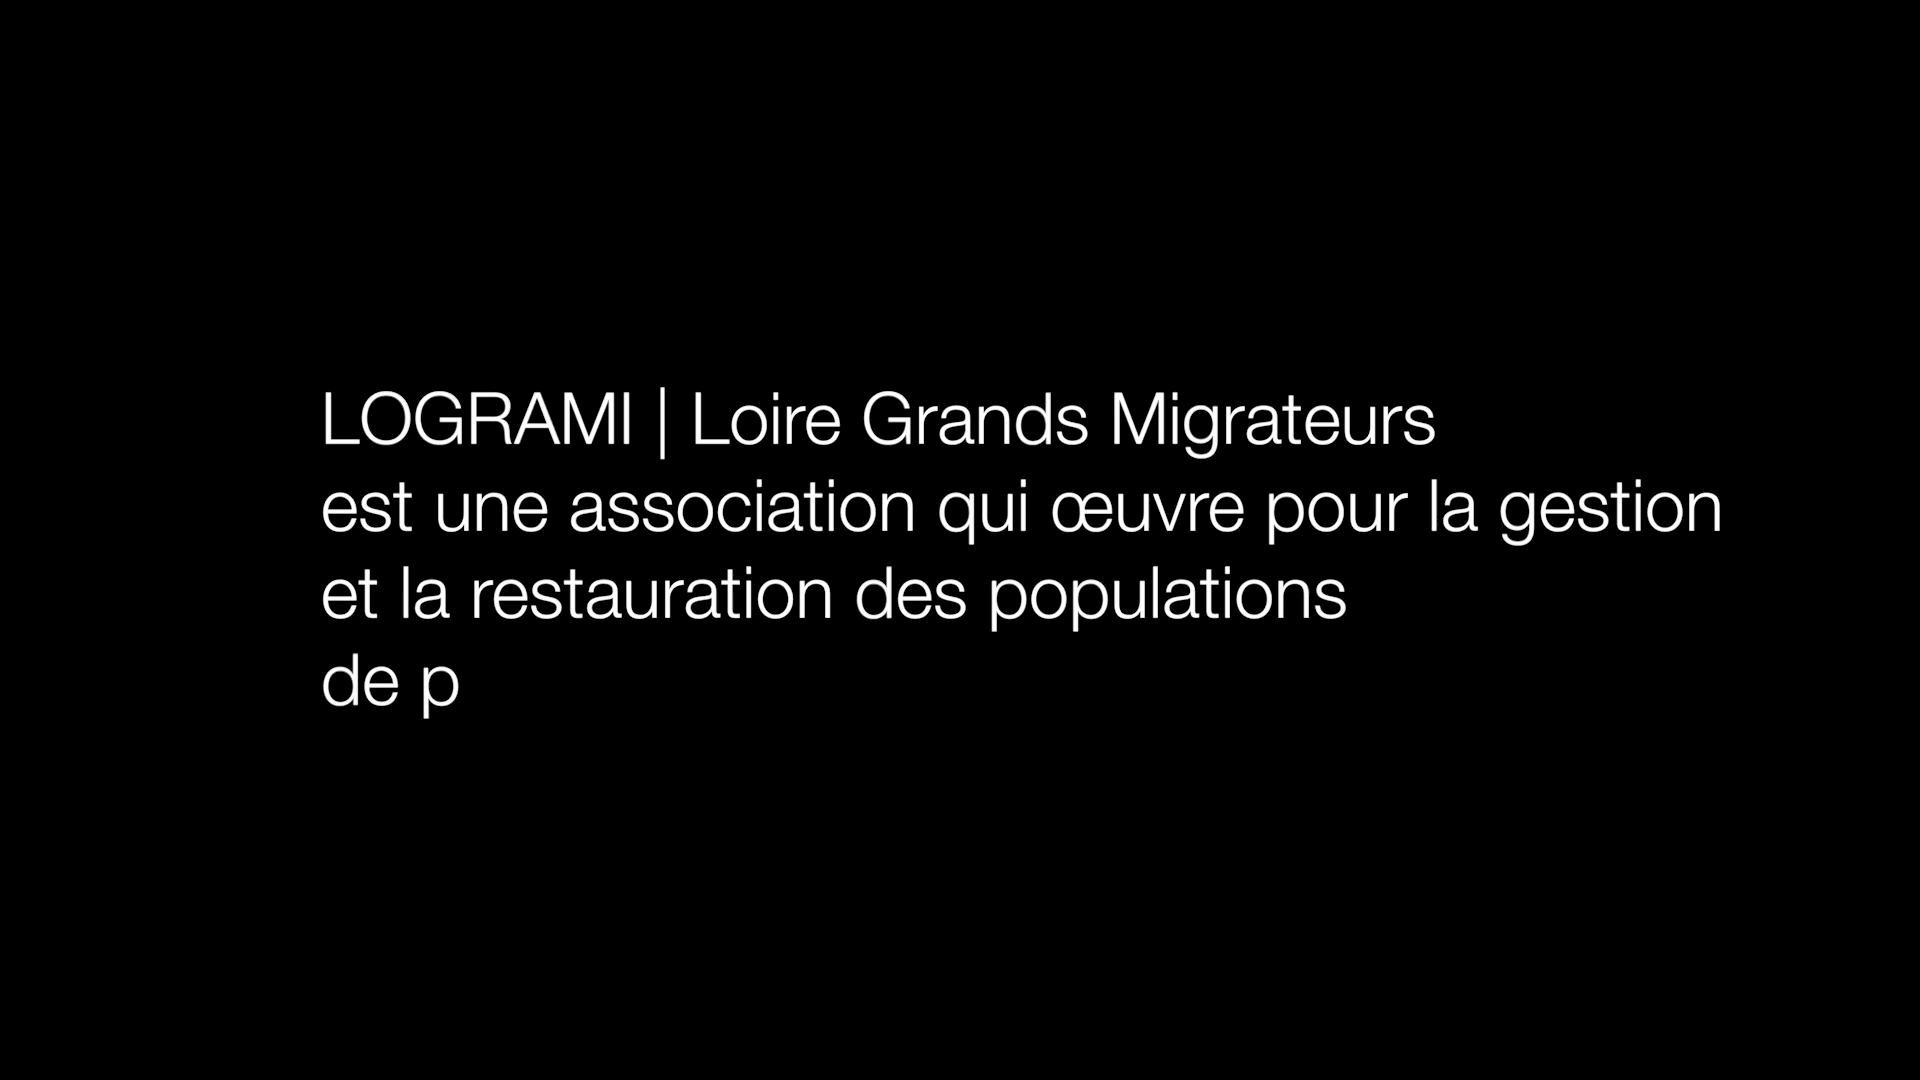 LOGRAMI | Loire Grands Migrateurs
est une association qui œuvre pour la gestion
et la restauration des populations
de p